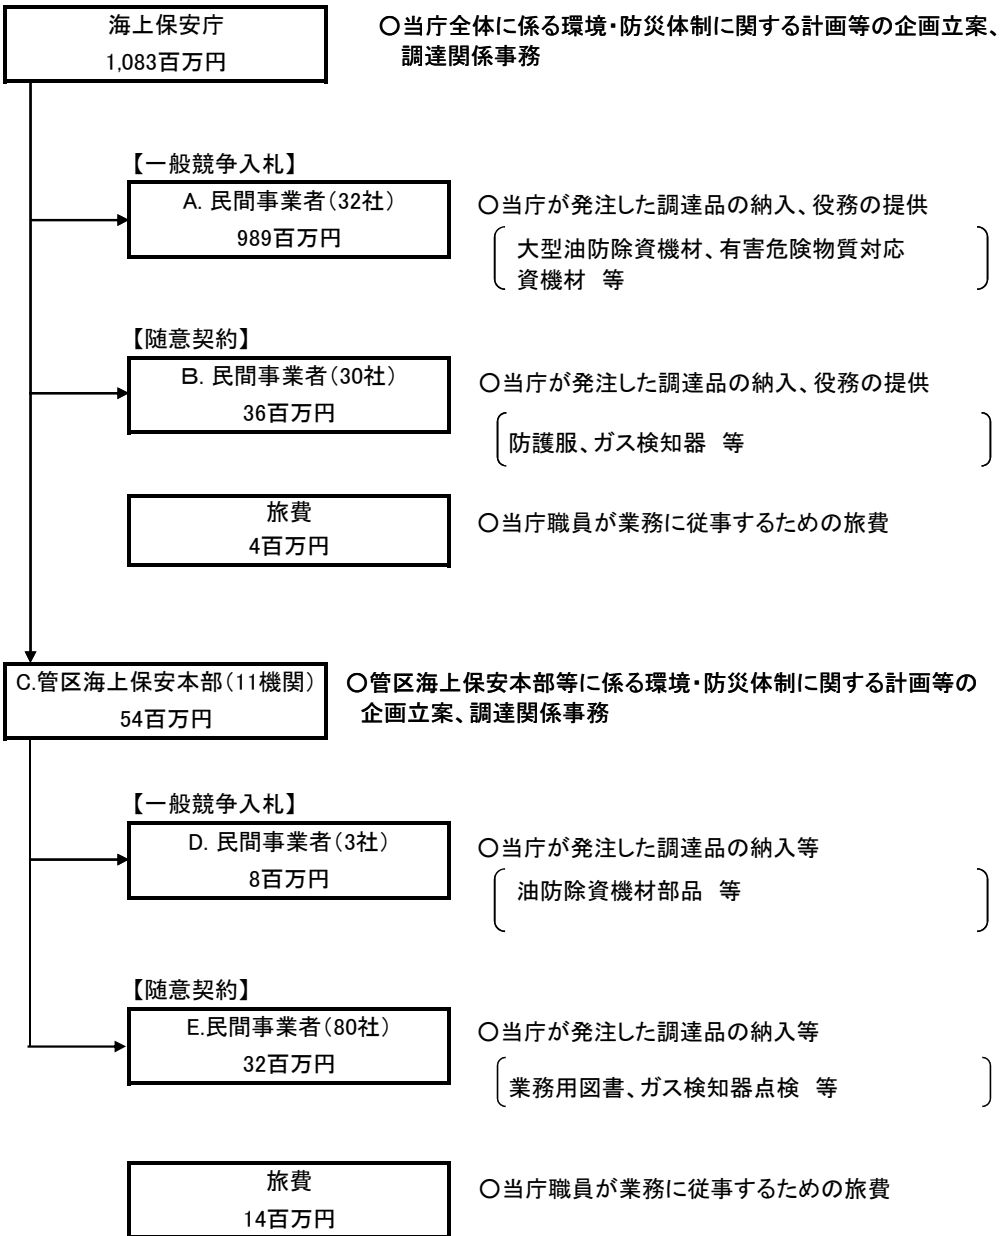 海上保安庁
1,083百万円
〇当庁全体に係る環境・防災体制に関する計画等の企画立案、
調達関係事務
【一般競争入札】
A. 民間事業者（32社）
989百万円
〇当庁が発注した調達品の納入、役務の提供
大型油防除資機材、有害危険物質対応
資機材　等
【随意契約】
B. 民間事業者（30社）
36百万円
〇当庁が発注した調達品の納入、役務の提供
防護服、ガス検知器　等
旅費
4百万円
〇当庁職員が業務に従事するための旅費
C.管区海上保安本部（11機関）
54百万円
〇管区海上保安本部等に係る環境・防災体制に関する計画等の
企画立案、調達関係事務
【一般競争入札】
D. 民間事業者（3社）
8百万円
〇当庁が発注した調達品の納入等
油防除資機材部品　等
【随意契約】
E.民間事業者（80社）
32百万円
〇当庁が発注した調達品の納入等
業務用図書、ガス検知器点検　等
旅費
14百万円
〇当庁職員が業務に従事するための旅費